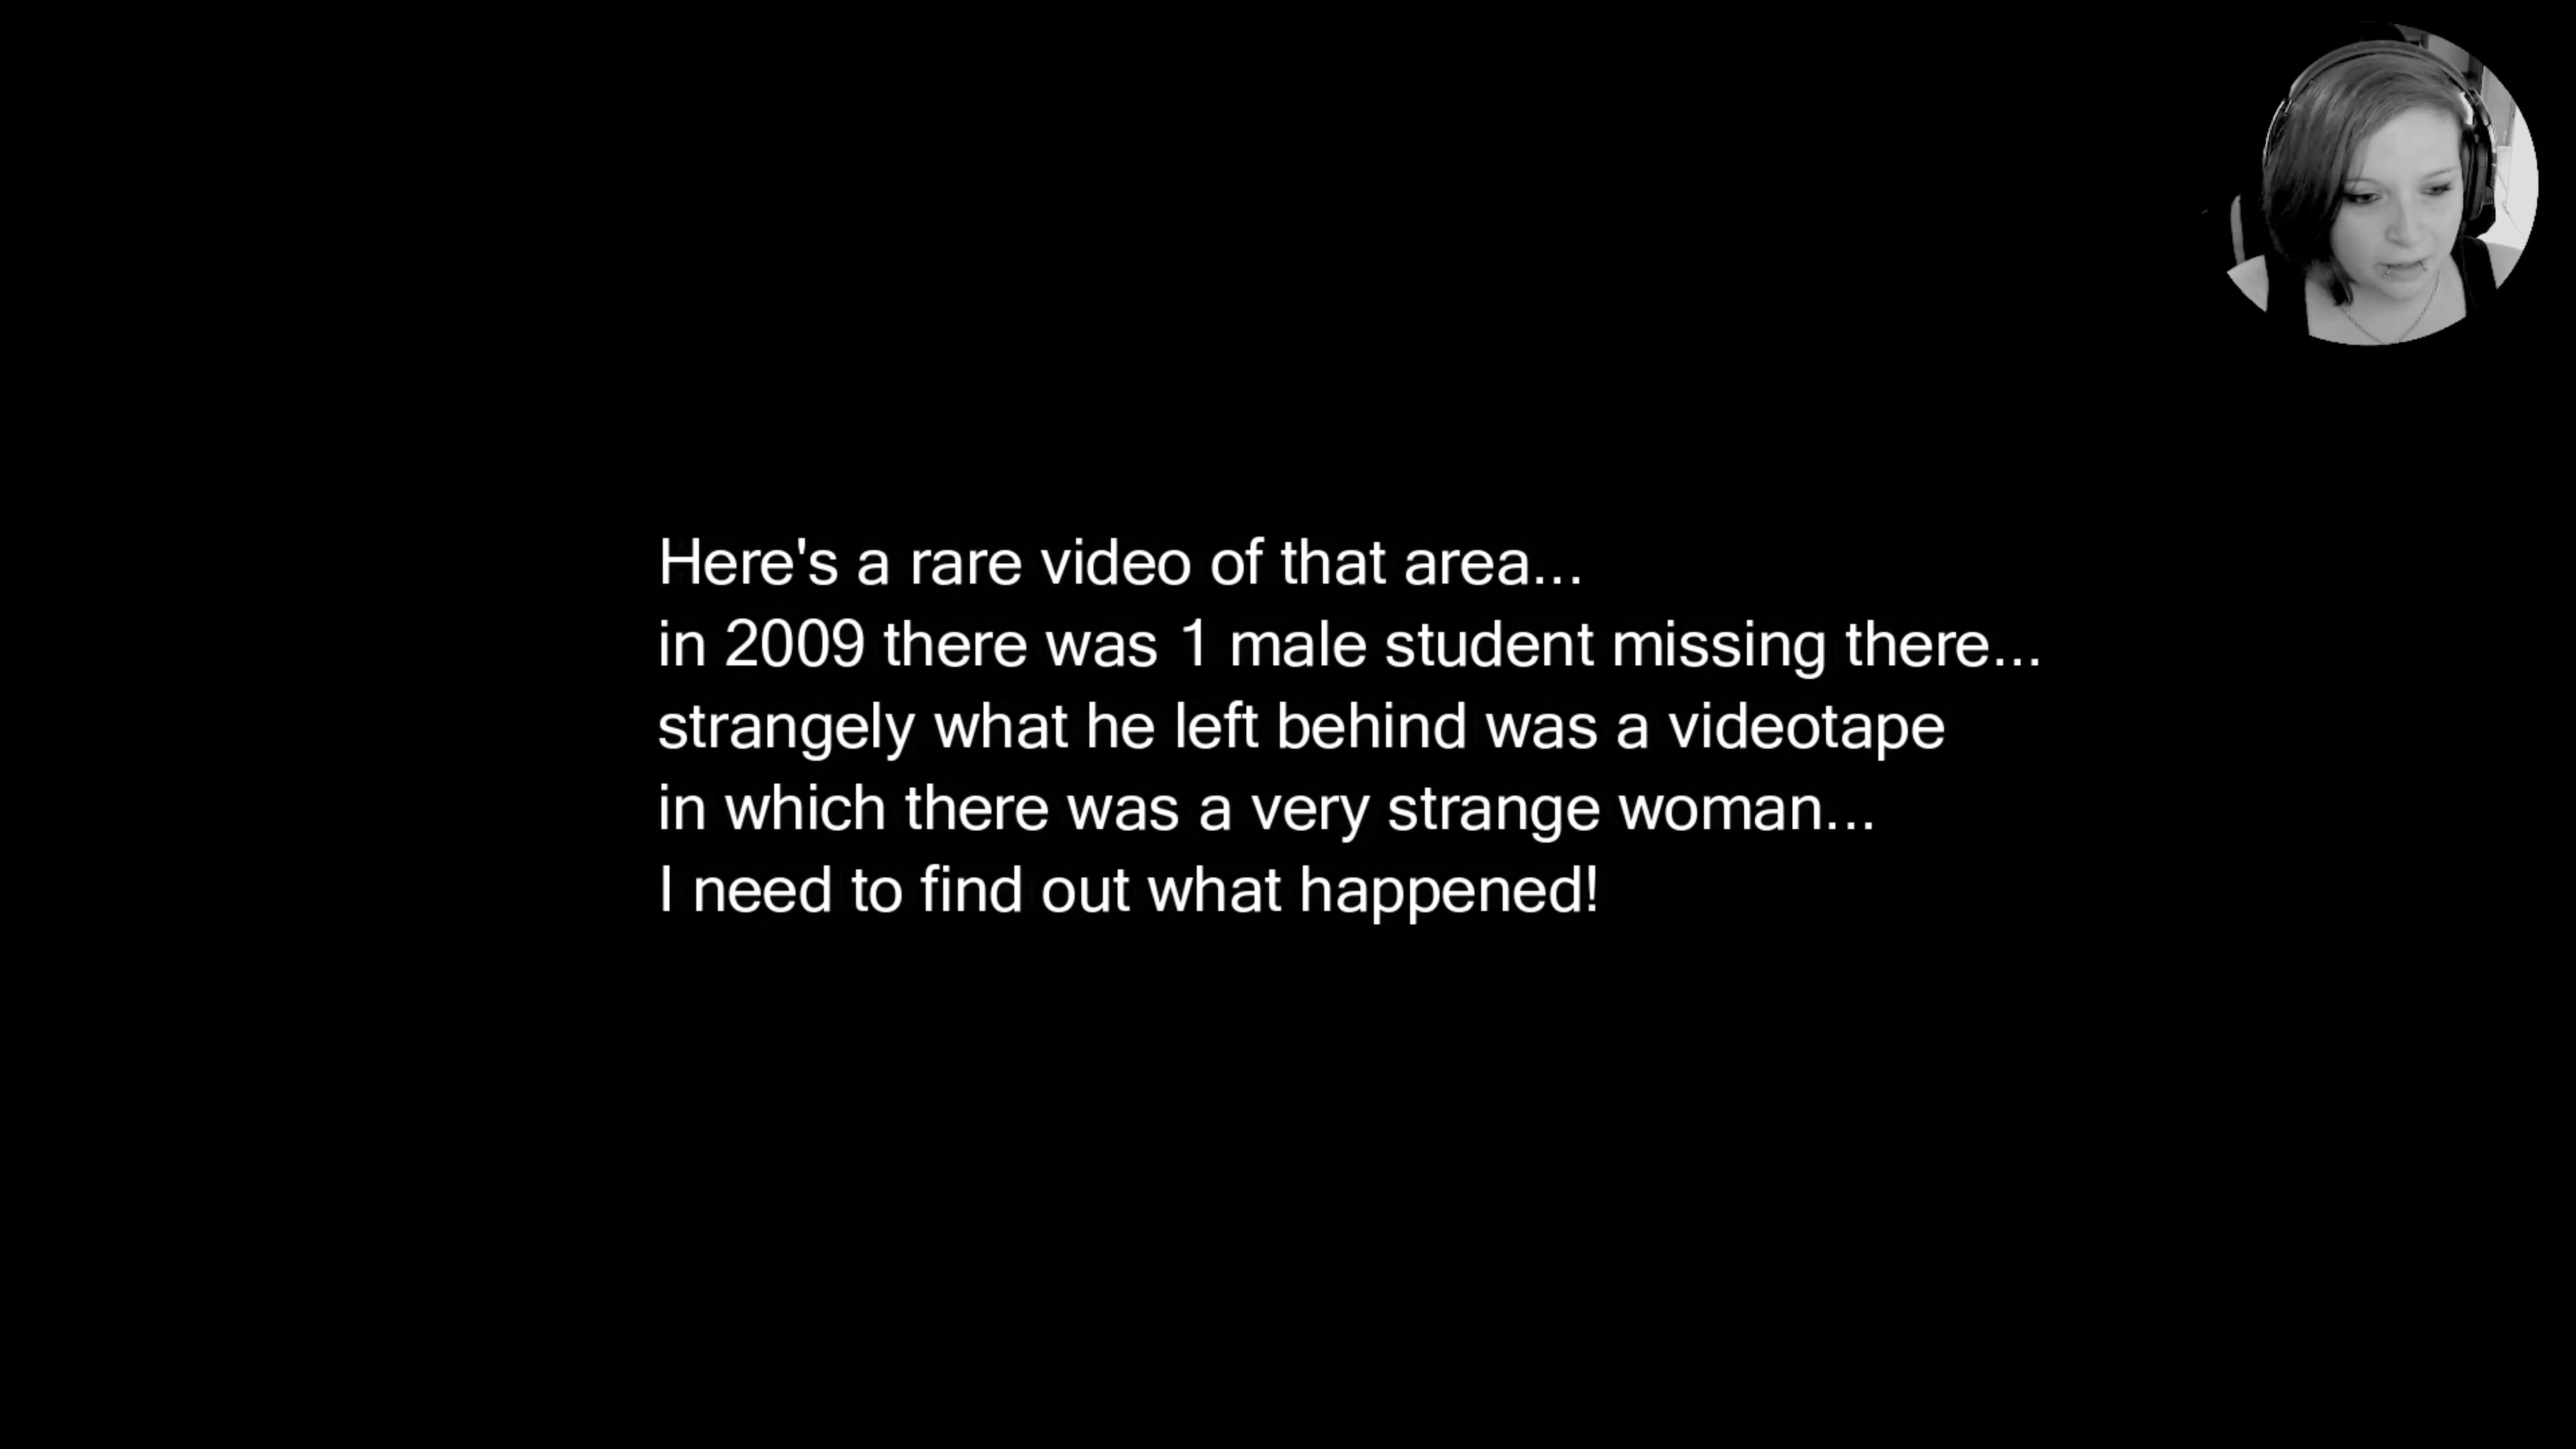 Here's a rare video of that area...
in 2009 there was 1 male student missing there...
strangely what he left behind was a videotape
in which there was a very strange woman...
I need to find out what happened!